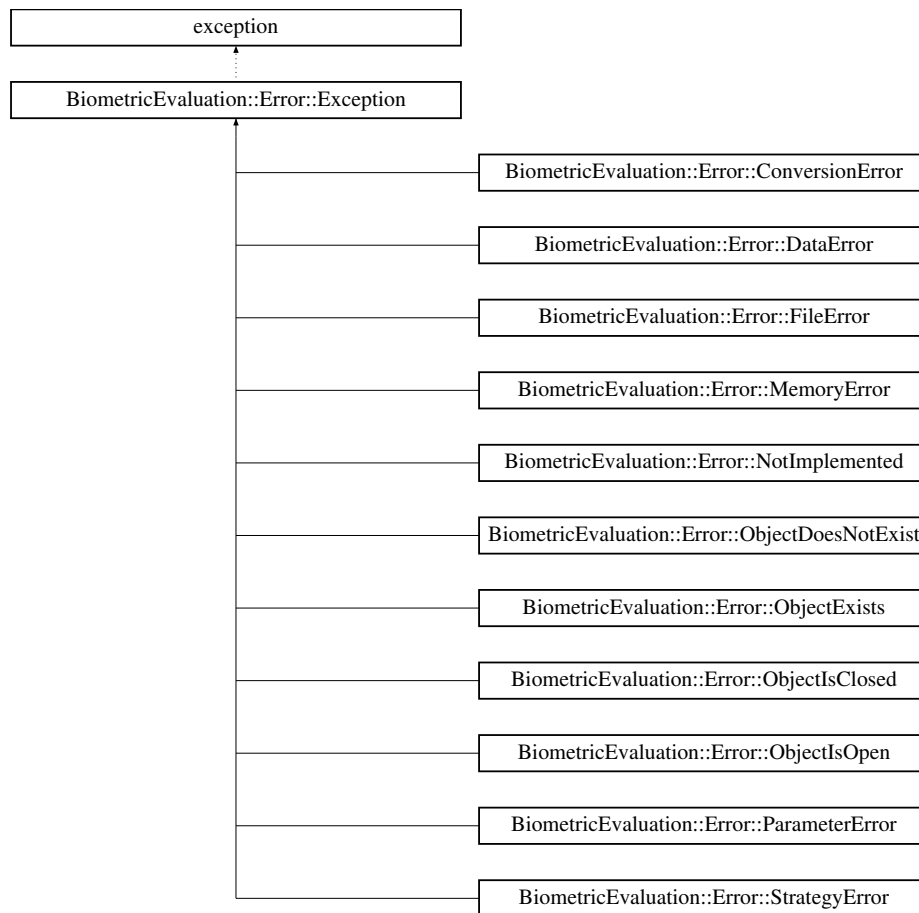 exception
BiometricEvaluation::Error::Exception
BiometricEvaluation::Error::ConversionError
BiometricEvaluation::Error::DataError
BiometricEvaluation::Error::FileError
BiometricEvaluation::Error::MemoryError
BiometricEvaluation::Error::NotImplemented
BiometricEvaluation::Error::ObjectDoesNotExist
BiometricEvaluation::Error::ObjectExists
BiometricEvaluation::Error::ObjectIsClosed
BiometricEvaluation::Error::ObjectIsOpen
BiometricEvaluation::Error::ParameterError
BiometricEvaluation::Error::StrategyError